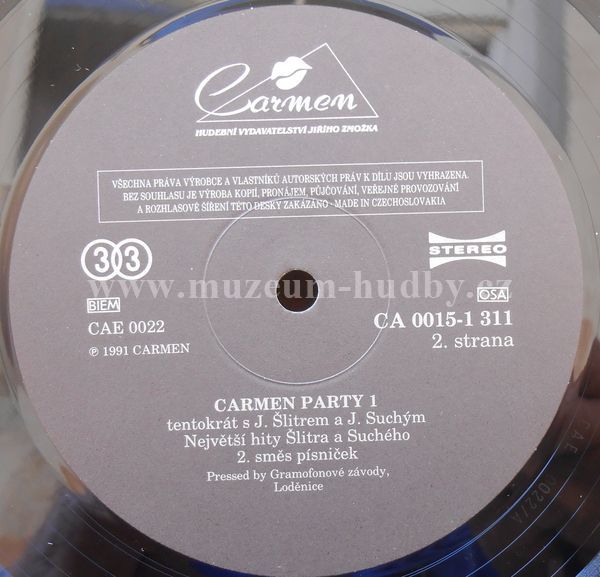 Carmen
HUDEBNÍ VYDAVATELSTVÍ JIŘÍHO ZMOŽKA
VŠECHNA PRÁVA VÝROBCE A VLASTNÍKŮ AUTORSKÝCH PRÁV K DÍLU JSOU VYHRAZENA.
BEZ SOUHLASU JE VÝROBA KOPIÍ, PRONÁJEM, PŮJČOVÁNÍ, VEŘEJNÉ PROVOZOVÁNÍ
A ROZHLASOVÉ ŠÍŘENÍ TÉTO DESKY ZAKÁZÁNO - MADE IN CZECHOSLOVAKIA
33
STEREO
www.muzeum-hudby.cz
BIEM
OSA
CAE 0022
CA 0015-1 311
℗ 1991 CARMEN
2. strana
CARMEN PARTY 1
tentokrát s J. Šlitrem a J. Suchým
Největší hity Šlitra a Suchého
2. směs písniček
Pressed by Gramofonové závody,
Loděnice
CAE 0022/A